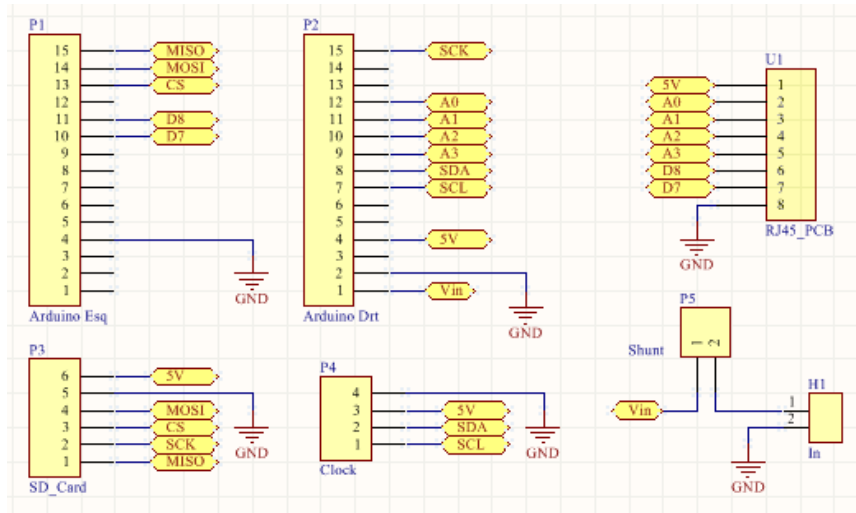 P1
15 MISO
14 MOSI
13 CS
12
11 D8
10 D7
9
8
7
6
5
4
3
2
1
GND
Arduino Esq
P2
15 SCK
14
13
12 A0
11 A1
10 A2
9 A3
8 SDA
7 SCL
6
5
4 5V
3
2
1 Vin
GND
Arduino Drt
U1
5V 1
A0 2
A1 3
A2 4
A3 5
D8 6
D7 7
8
RJ45_PCB
GND
P3
6 5V
5
4 MOSI
3 CS
2 SCK
1 MISO
GND
SD_Card
P4
4
3 5V
2 SDA
1 SCL
GND
Clock
P5
Shunt
1 2
Vin
H1
1
2
In
GND